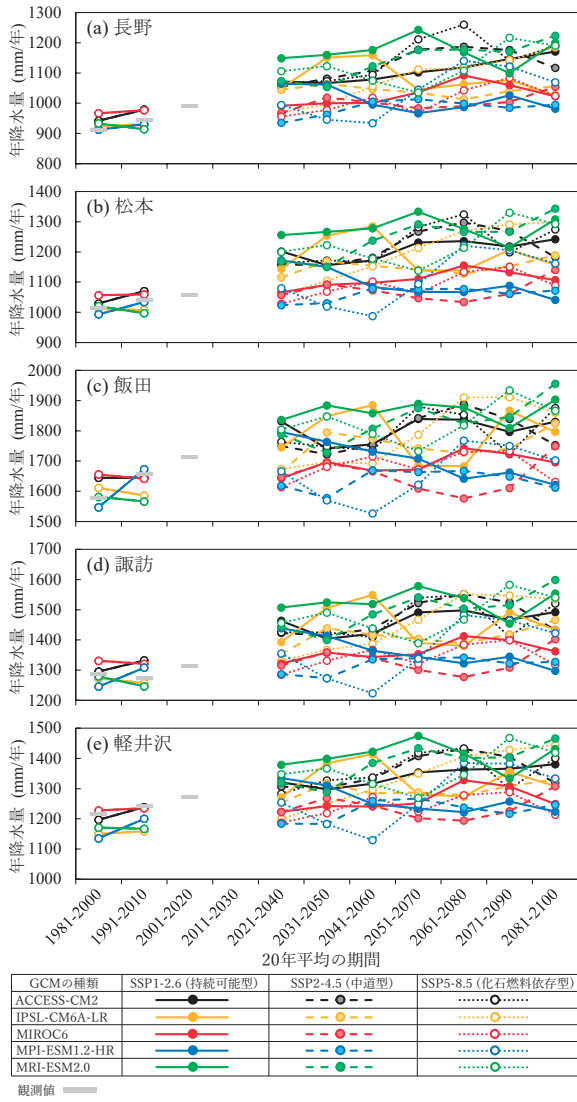 (a) 長野
年降水量 (mm/年)
1300
1200
1100
1000
900
800
(b) 松本
年降水量 (mm/年)
1400
1300
1200
1100
1000
900
(c) 飯田
年降水量 (mm/年)
2000
1900
1800
1700
1600
1500
(d) 諏訪
年降水量 (mm/年)
1700
1600
1500
1400
1300
1200
(e) 軽井沢
年降水量 (mm/年)
1500
1400
1300
1200
1100
1000
1981-2000
1991-2010
2001-2020
2011-2030
2021-2040
2031-2050
2041-2060
2051-2070
2061-2080
2071-2090
2081-2100
20年平均の期間
GCMの種類 SSP1-2.6 (持続可能型) SSP2-4.5 (中道型) SSP5-8.5 (化石燃料依存型)
ACCESS-CM2
IPSL-CM6A-LR
MIROC6
MPI-ESM1.2-HR
MRI-ESM2.0
観測値